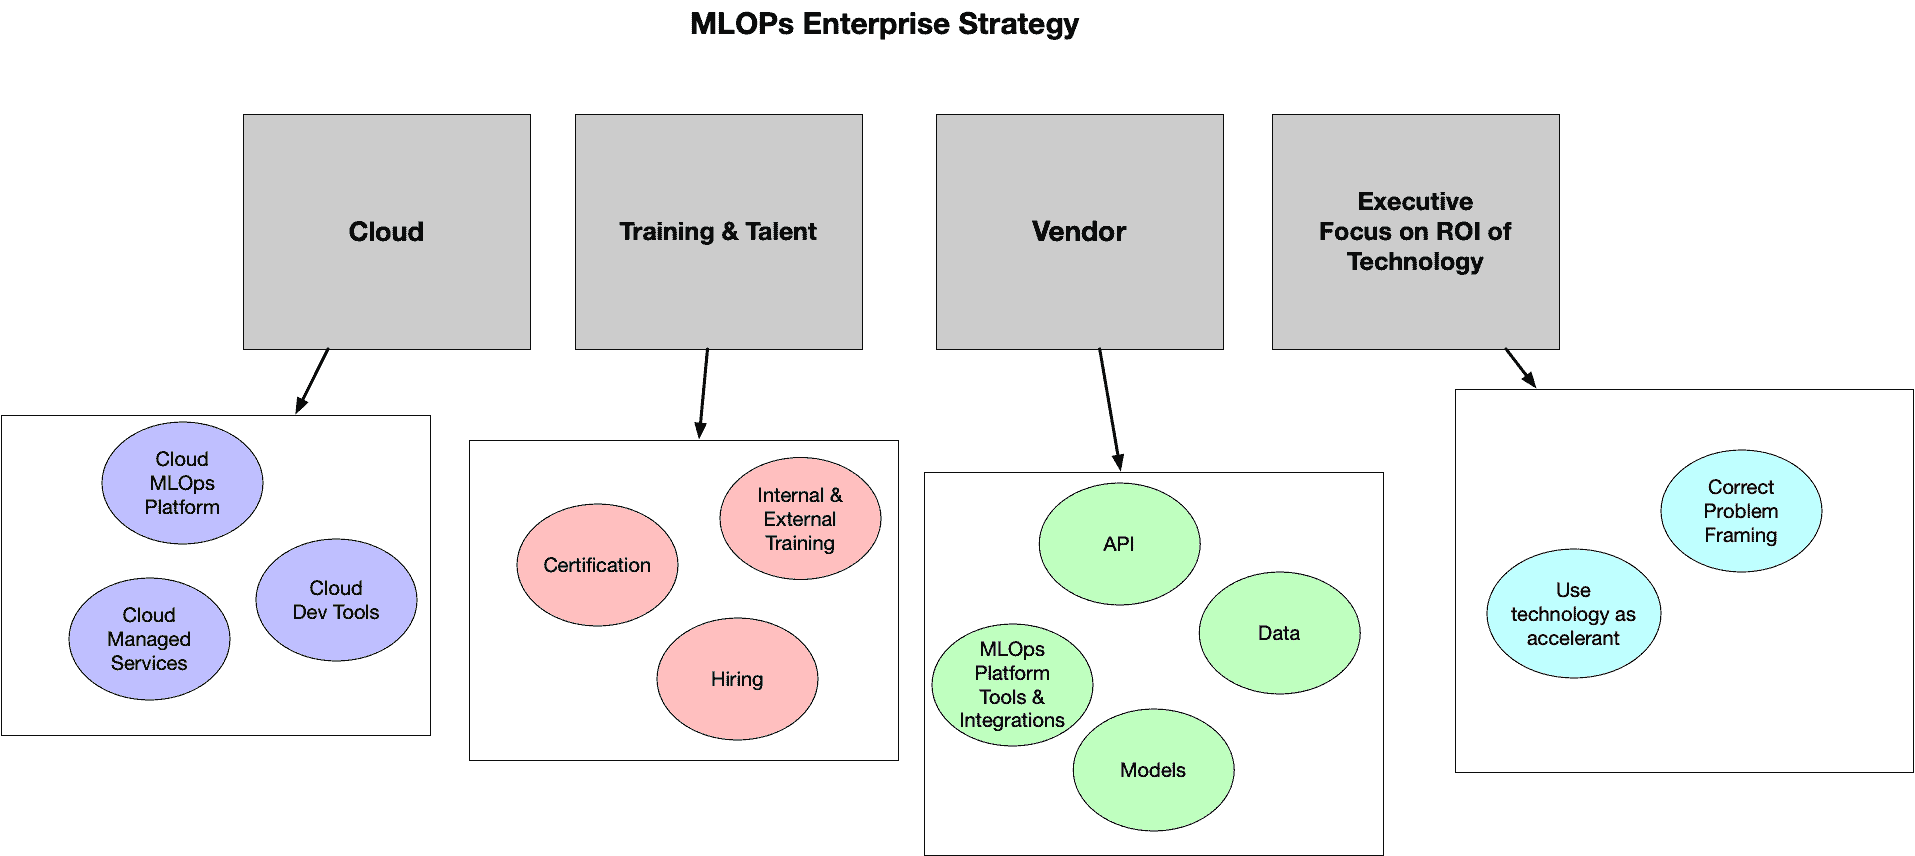 MLOPs Enterprise Strategy
Cloud
Training & Talent
Vendor
Executive
Focus on ROI of
Technology
Cloud
MLOps
Platform
Cloud
Dev Tools
Cloud
Managed
Services
Internal &
External
Training
Certification
Hiring
API
Data
MLOps
Platform
Tools &
Integrations
Models
Correct
Problem
Framing
Use
technology as
accelerant